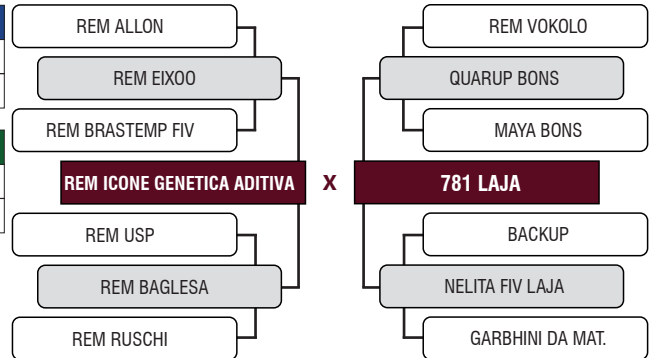 REM ALLON
REM EIXOO
REM BRASTEMP FIV
REM ICONE GENETICA ADITIVA
REM USP
REM BAGLESA
REM RUSCHI
X
REM VOKOLO
QUARUP BONS
MAYA BONS
781 LAJA
BACKUP
NELITA FIV LAJA
GARBHINI DA MAT.